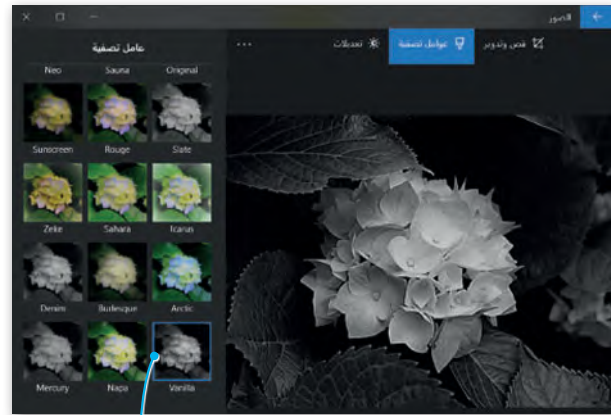 الصور
قص وتدوير
عوامل تصفية
تعديلات
عامل تصفية
Neo Sauna Original
Sunscreen Rouge Slate
Zeke Sahara Icarus
Denim Burlesque Arctic
Mercury Napa Vanilla